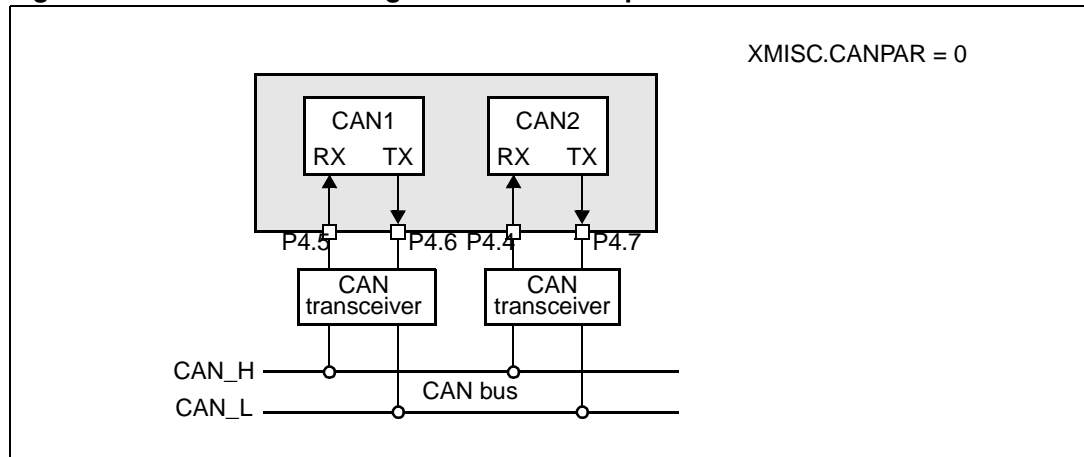 XMISC.CANPAR = 0
CAN1 CAN2
RX TX RX TX
P4.5 P4.6 P4.4 P4.7
CAN transceiver CAN transceiver
CAN_H
CAN bus
CAN_L